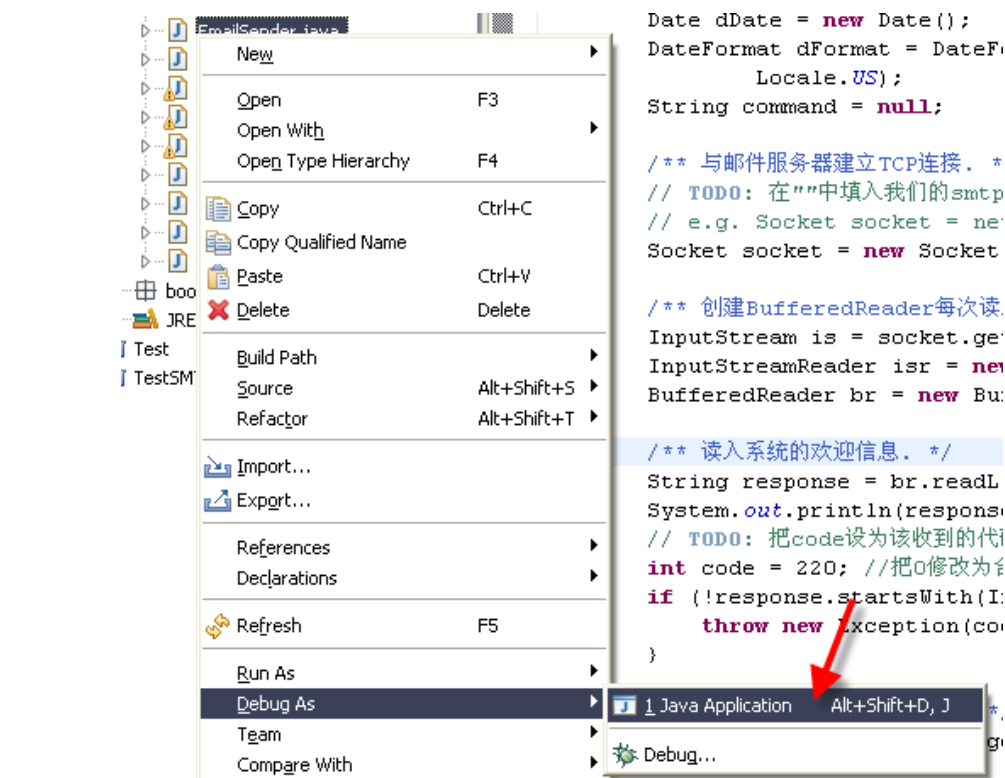 EmailSender.java
boo
JRE
Test
TestSM
New
Open F3
Open With
Open Type Hierarchy F4
Copy Ctrl+C
Copy Qualified Name
Paste Ctrl+V
Delete Delete
Build Path
Source Alt+Shift+S
Refactor Alt+Shift+T
Import...
Export...
References
Declarations
Refresh F5
Run As
Debug As
Team
Compare With
1 Java Application Alt+Shift+D, J
Debug...
Date dDate = new Date();
DateFormat dFormat = DateF
Locale.US);
String command = null;
/** 与邮件服务器建立TCP连接. *
// TODO: 在""中填入我们的smtp
// e.g. Socket socket = ne
Socket socket = new Socket
/** 创建BufferedReader每次读
InputStream is = socket.ge
InputStreamReader isr = new
BufferedReader br = new Bu
/** 读入系统的欢迎信息. */
String response = br.readL
System.out.println(respons
// TODO: 把code设为该收到的代
int code = 220; //把0修改为合
if (!response.startsWith(I
throw new Exception(co
}